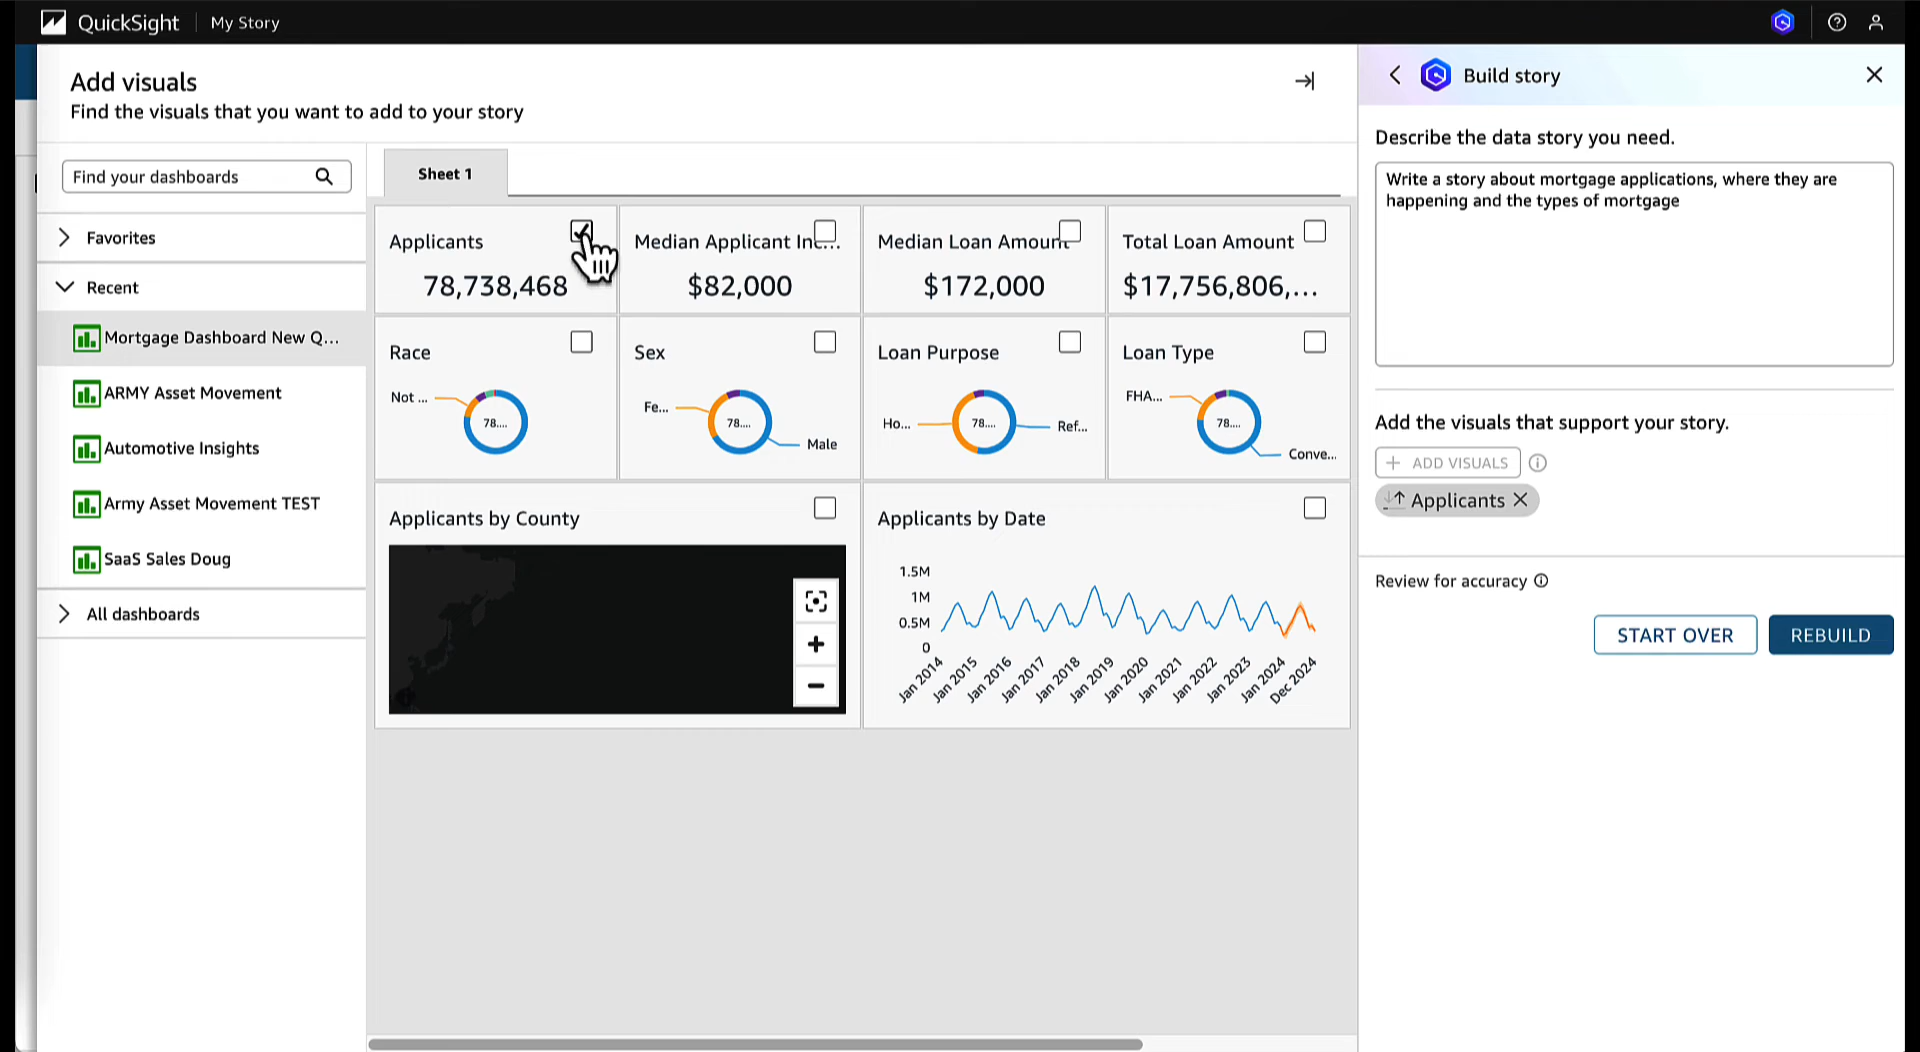 QuickSight
My Story
Add visuals
Find the visuals that you want to add to your story
Find your dashboards
Favorites
Recent
Mortgage Dashboard New Q...
ARMY Asset Movement
Automotive Insights
Army Asset Movement TEST
SaaS Sales Doug
All dashboards
Sheet 1
Applicants
78,738,468
Median Applicant Inc...
$82,000
Median Loan Amount
$172,000
Total Loan Amount
$17,756,806,...
Race
Not ...
78....
Sex
Fe...
78....
Male
Loan Purpose
Ho...
78....
Ref...
Loan Type
FHA...
78....
Conve...
Applicants by County
Applicants by Date
1.5M
1M
0.5M
0
Jan 2014
Jan 2015
Jan 2016
Jan 2017
Jan 2018
Jan 2019
Jan 2020
Jan 2021
Jan 2022
Jan 2023
Jan 2024
Dec 2024
Build story
Describe the data story you need.
Write a story about mortgage applications, where they are
happening and the types of mortgage
Add the visuals that support your story.
ADD VISUALS
Applicants
Review for accuracy
START OVER
REBUILD